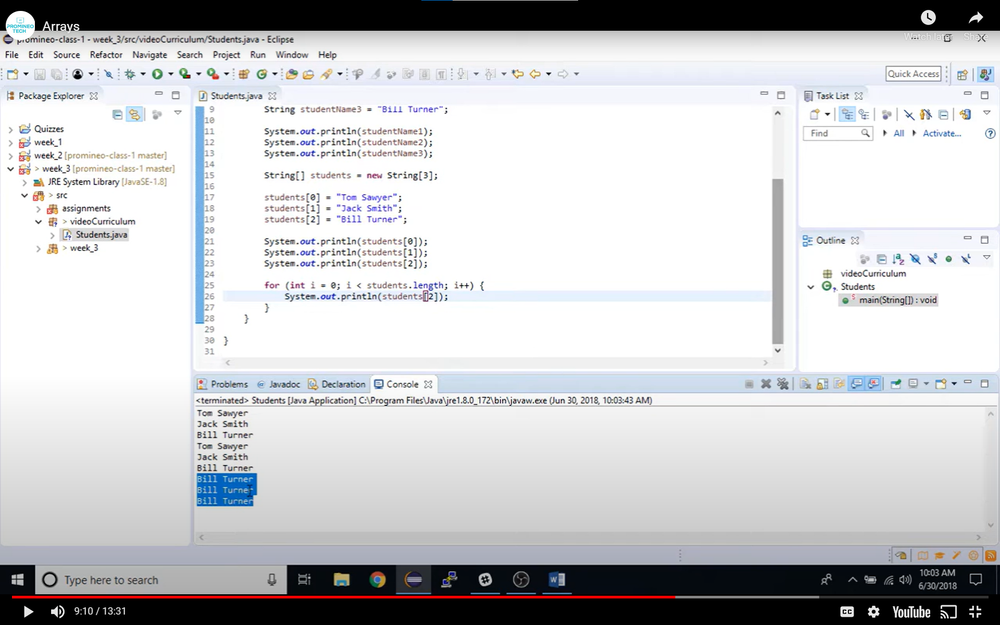 PROMINEO
TECH
Arrays
Watch later
Share
promineo-class-1 - week_3/src/videoCurriculum/Students.java - Eclipse
File Edit Source Refactor Navigate Search Project Run Window Help
Quick Access
Package Explorer
Quizzes
week_1
week_2 [promineo-class-1 master]
> week_3 [promineo-class-1 master]
JRE System Library [JavaSE-1.8]
> src
assignments
> videoCurriculum
Students.java
> week_3
Students.java
9 String studentName3 = "Bill Turner";
10
11 System.out.println(studentName1);
12 System.out.println(studentName2);
13 System.out.println(studentName3);
14
15 String[] students = new String[3];
16
17 students[0] = "Tom Sawyer";
18 students[1] = "Jack Smith";
19 students[2] = "Bill Turner";
20
21 System.out.println(students[0]);
22 System.out.println(students[1]);
23 System.out.println(students[2]);
24
25 for (int i = 0; i < students.length; i++) {
26 System.out.println(students[2]);
27 }
28 }
29
30 }
31
Task List
Find
All
Activate...
Outline
videoCurriculum
Students
main(String[]) : void
Problems @ Javadoc Declaration Console
<terminated> Students [Java Application] C:\Program Files\Java\jre1.8.0_172\bin\javaw.exe (Jun 30, 2018, 10:03:43 AM)
Tom Sawyer
Jack Smith
Bill Turner
Tom Sawyer
Jack Smith
Bill Turner
Bill Turner
Bill Turner
Bill Turner
Type here to search
10:03 AM
6/30/2018
9:10 / 13:31
CC
YouTube